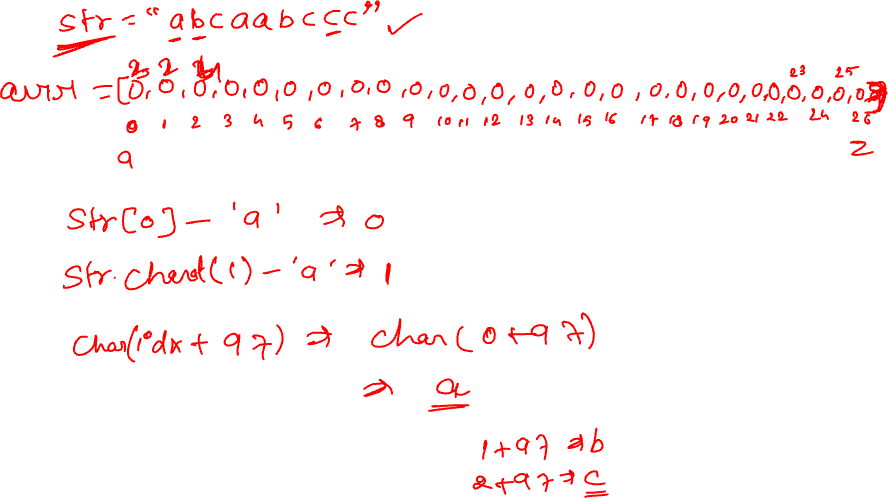 str = "abcaabccc" ✓
2 2 23 25
arr = [0, 0, 0, 0, 0, 0, 0, 0, 0, 0, 0, 0, 0, 0, 0, 0, 0, 0, 0, 0, 0, 0, 0, 0, 0, 0]
0 1 2 3 4 5 6 7 8 9 10 11 12 13 14 15 16 17 18 19 20 21 22 24 26
a z
Str[0] - 'a' ⇒ 0
Str.charAt(1) - 'a' ⇒ 1
Char(idx + 97) ⇒ char(0+97)
⇒ a
1+97 ⇒ b
2+97 ⇒ c